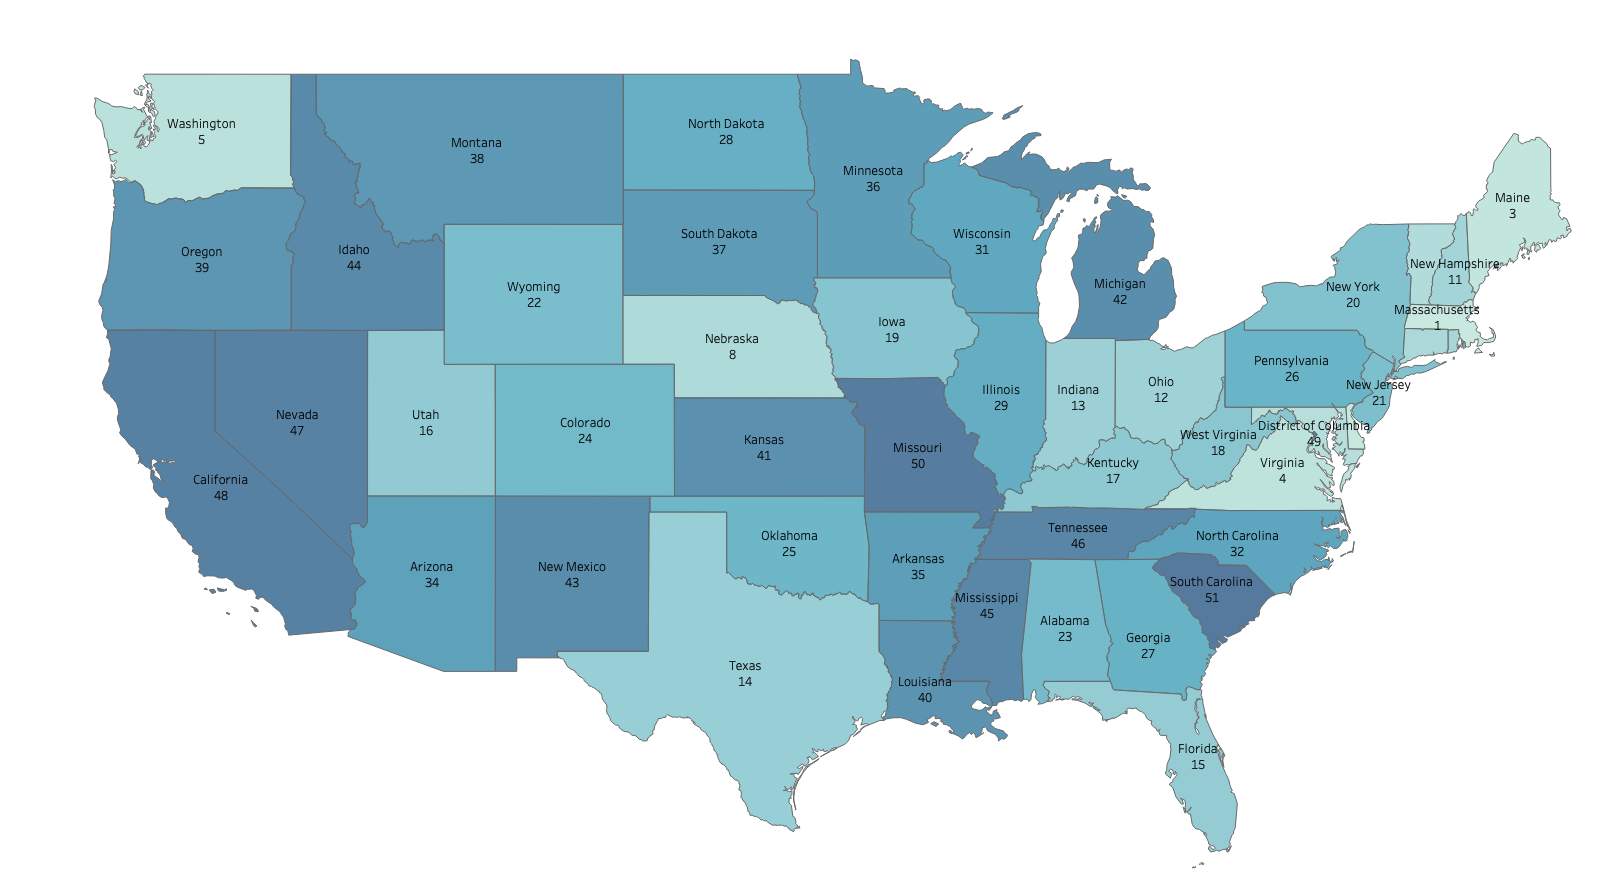 Washington
5
Montana
38
North Dakota
28
Minnesota
36
Maine
3
Oregon
39
Idaho
44
South Dakota
37
Wisconsin
31
New Hampshire
11
Wyoming
22
Michigan
42
New York
20
Massachusetts
1
Iowa
19
Nebraska
8
Pennsylvania
26
New Jersey
21
Nevada
47
Utah
16
Colorado
24
Illinois
29
Indiana
13
Ohio
12
Kansas
41
Missouri
50
West Virginia
18
District of Columbia
49
Kentucky
17
Virginia
4
California
48
Tennessee
46
North Carolina
32
Oklahoma
25
Arizona
34
New Mexico
43
Arkansas
35
South Carolina
51
Mississippi
45
Alabama
23
Georgia
27
Texas
14
Louisiana
40
Florida
15